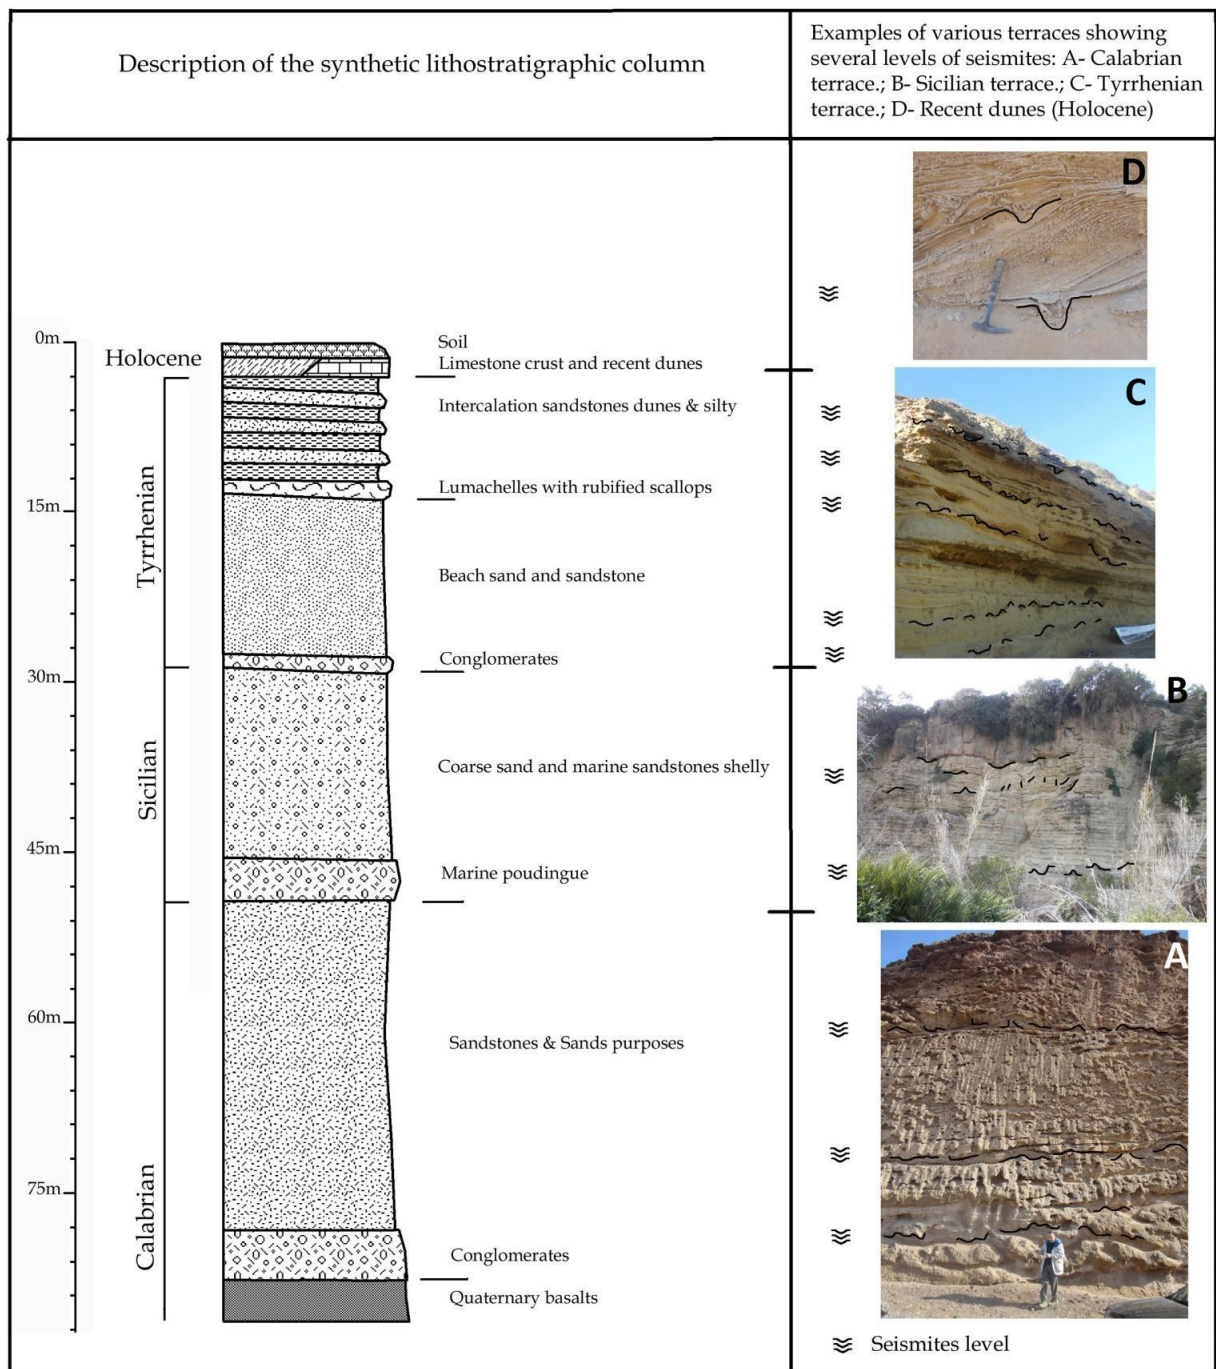 Description of the synthetic lithostratigraphic column
Examples of various terraces showing
several levels of seismites: A- Calabrian
terrace.; B- Sicilian terrace.; C- Tyrrhenian
terrace.; D- Recent dunes (Holocene)
D
0m
Holocene
Soil
Limestone crust and recent dunes
C
Intercalation sandstones dunes & silty
Lumachelles with rubified scallops
15m
Tyrrhenian
Beach sand and sandstone
Conglomerates
30m
B
Sicilian
Coarse sand and marine sandstones shelly
45m
Marine poudingue
A
60m
Sandstones & Sands purposes
75m
Calabrian
Conglomerates
Quaternary basalts
Seismites level